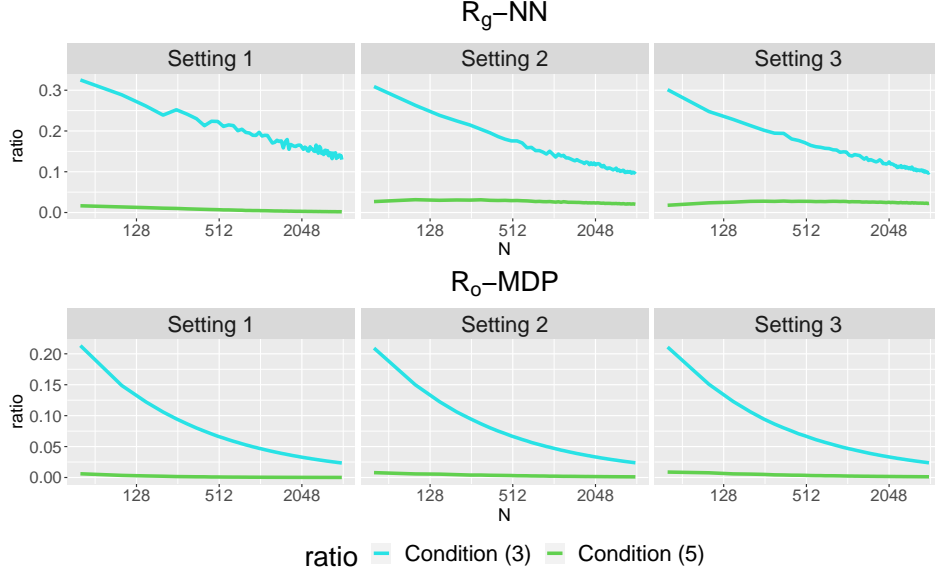 R_g−NN
Setting 1 Setting 2 Setting 3
ratio
0.3
0.2
0.1
0.0
128 512 2048 128 512 2048 128 512 2048
N
R_o−MDP
Setting 1 Setting 2 Setting 3
ratio
0.20
0.15
0.10
0.05
0.00
128 512 2048 128 512 2048 128 512 2048
N
ratio Condition (3) Condition (5)